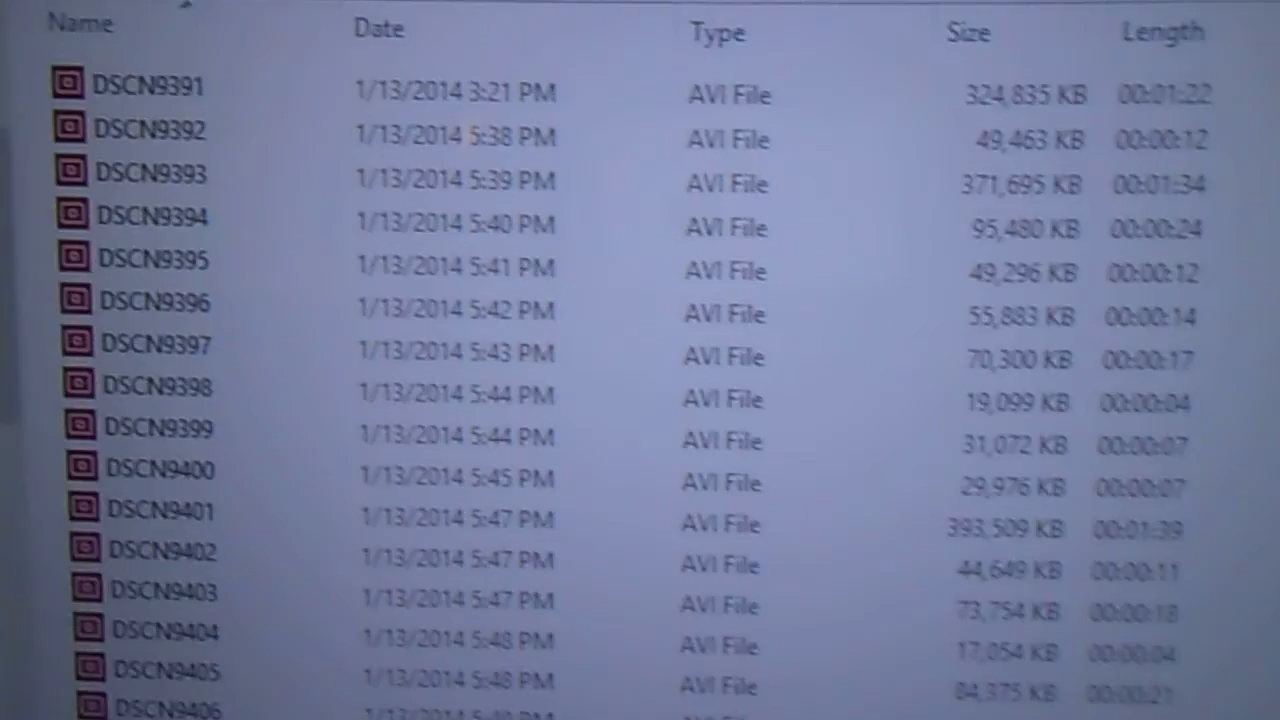 Name Date Type Size Length
DSCN9391 1/13/2014 3:21 PM AVI File 324,835 KB 00:01:22
DSCN9392 1/13/2014 5:38 PM AVI File 49,463 KB 00:00:12
DSCN9393 1/13/2014 5:39 PM AVI File 371,695 KB 00:01:34
DSCN9394 1/13/2014 5:40 PM AVI File 95,480 KB 00:00:24
DSCN9395 1/13/2014 5:41 PM AVI File 49,296 KB 00:00:12
DSCN9396 1/13/2014 5:42 PM AVI File 55,883 KB 00:00:14
DSCN9397 1/13/2014 5:43 PM AVI File 70,300 KB 00:00:17
DSCN9398 1/13/2014 5:44 PM AVI File 19,099 KB 00:00:04
DSCN9399 1/13/2014 5:44 PM AVI File 31,072 KB 00:00:07
DSCN9400 1/13/2014 5:45 PM AVI File 29,976 KB 00:00:07
DSCN9401 1/13/2014 5:47 PM AVI File 393,509 KB 00:01:39
DSCN9402 1/13/2014 5:47 PM AVI File 44,649 KB 00:00:11
DSCN9403 1/13/2014 5:47 PM AVI File 73,754 KB 00:00:18
DSCN9404 1/13/2014 5:48 PM AVI File 17,054 KB 00:00:04
DSCN9405 1/13/2014 5:48 PM AVI File 84,375 KB 00:00:21
DSCN9406